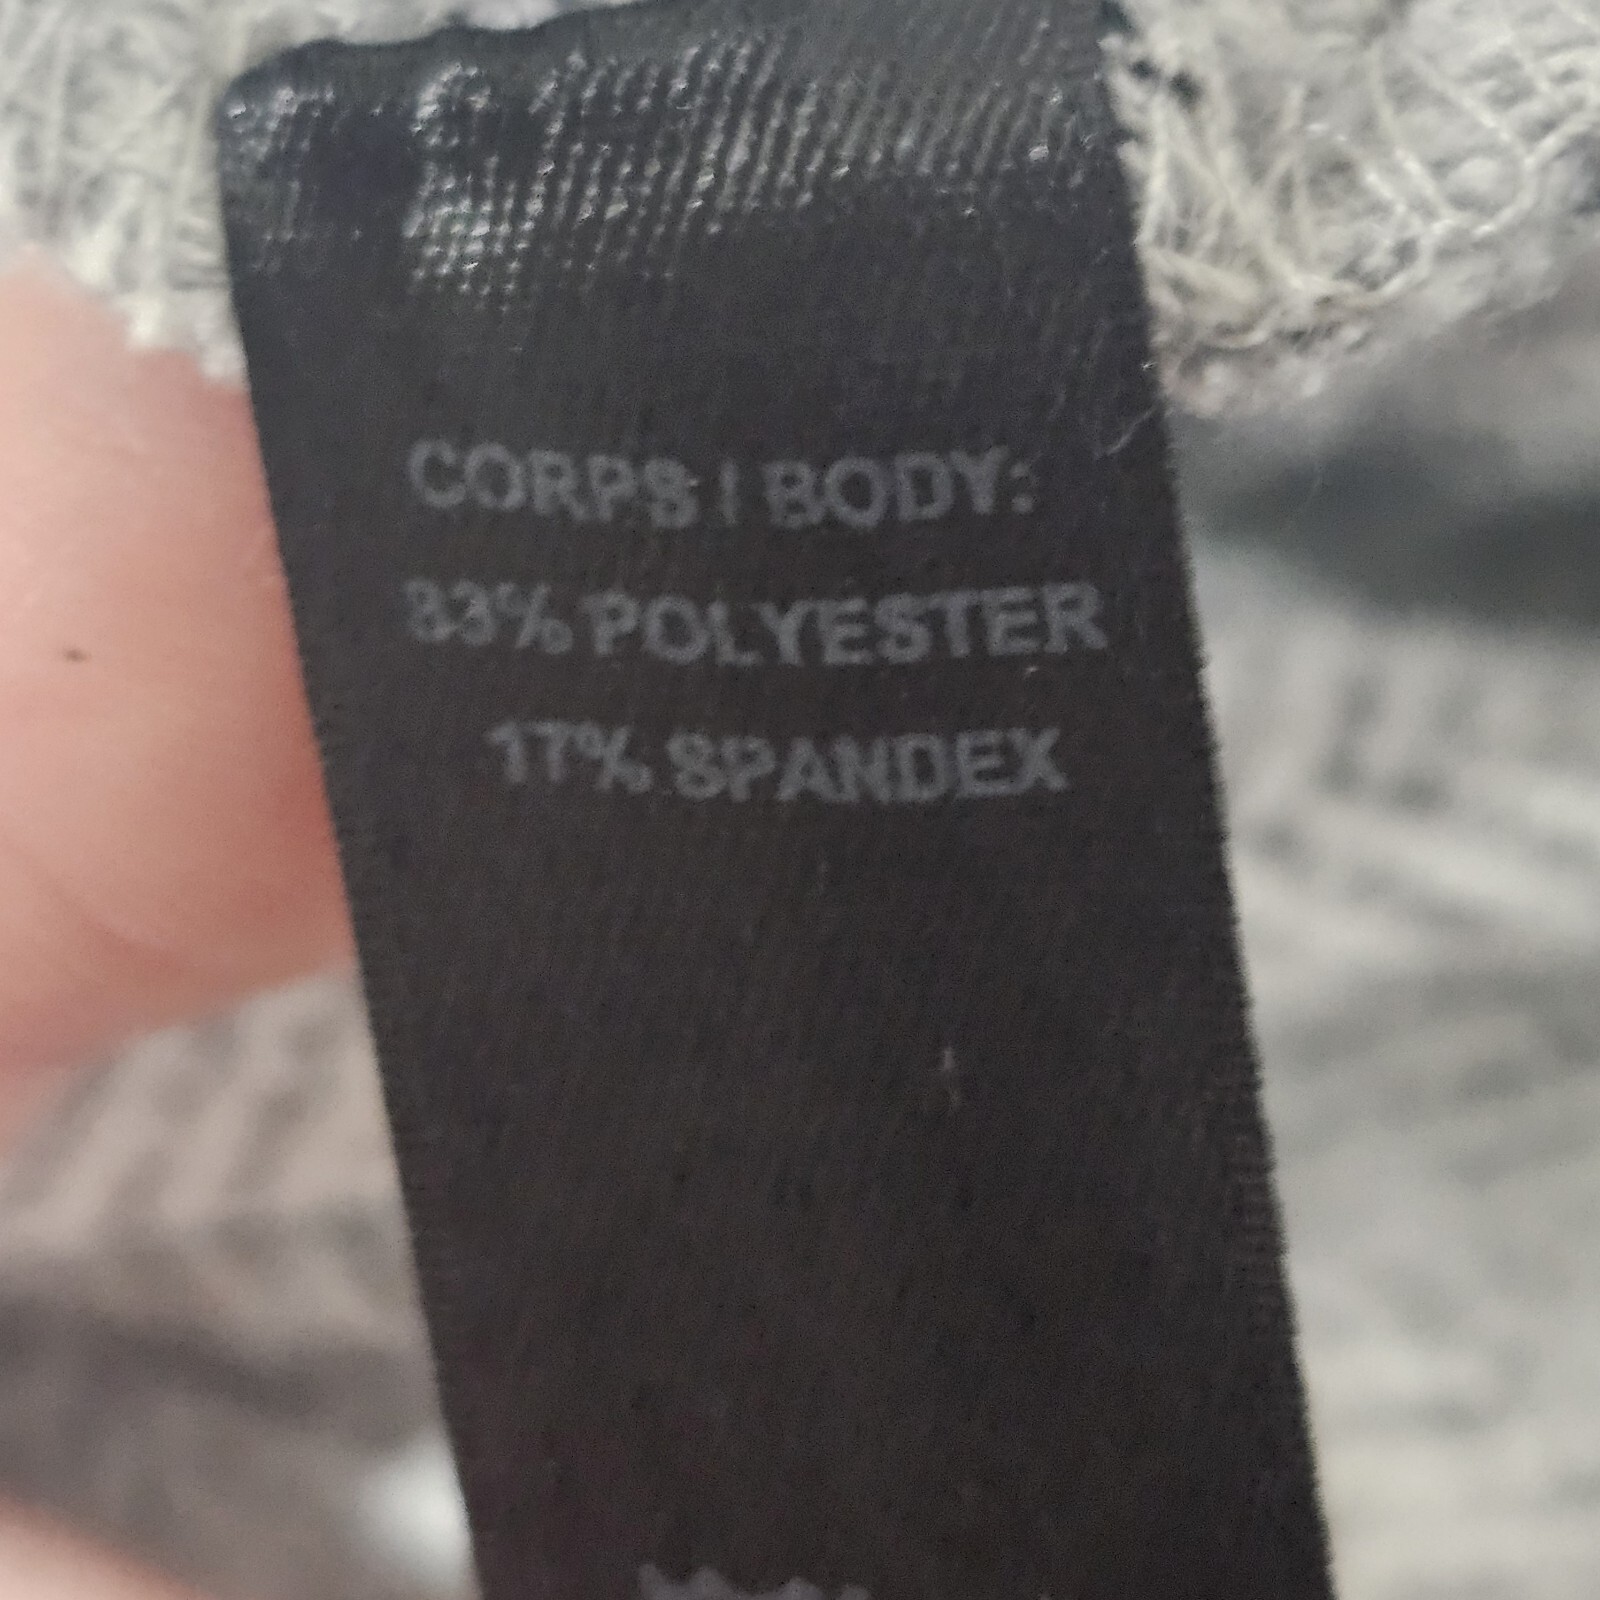 CORPS | BODY:
83% POLYESTER
17% SPANDEX